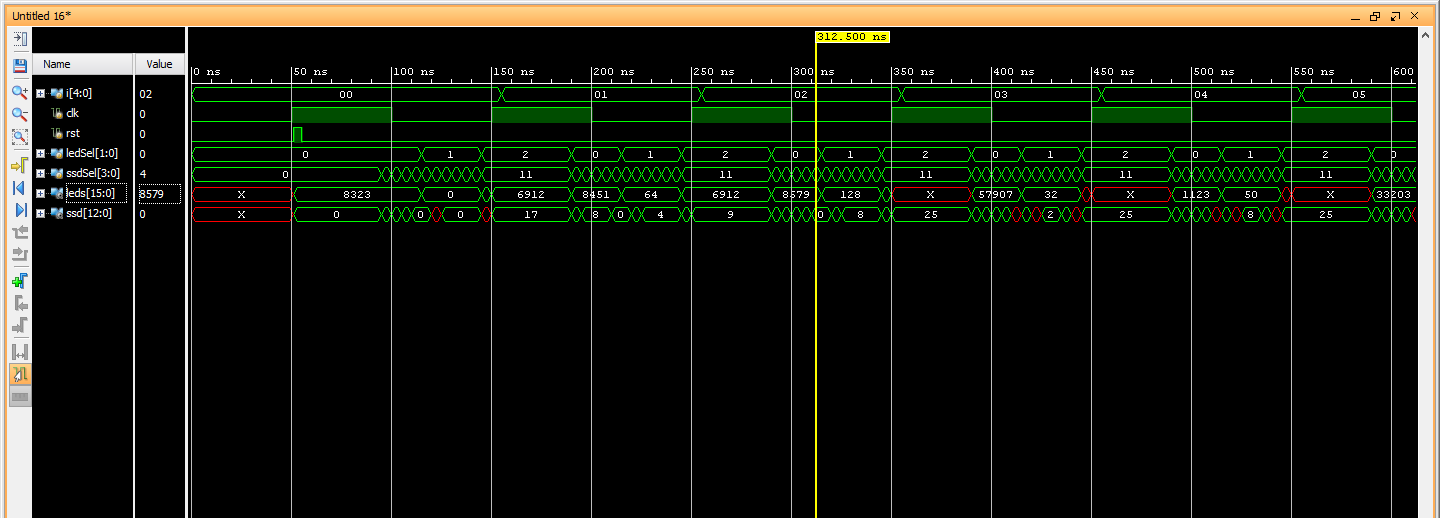 Untitled 16*
312.500 ns
Name Value
0 ns 50 ns 100 ns 150 ns 200 ns 250 ns 300 ns 350 ns 400 ns 450 ns 500 ns 550 ns 600
i[4:0] 02 00 01 02 03 04 05
clk 0
rst 0
ledSel[1:0] 0 0 1 2 0 1 2 0 1 2 0 1 2 0 1 2 0
ssdSel[3:0] 4 0 11 11 11 11 11
leds[15:0] 8579 X 8323 0 6912 8451 64 6912 8579 128 X 57907 32 X 1123 50 X 33203
ssd[12:0] 0 X 0 0 0 17 8 0 4 9 0 8 25 2 25 8 25